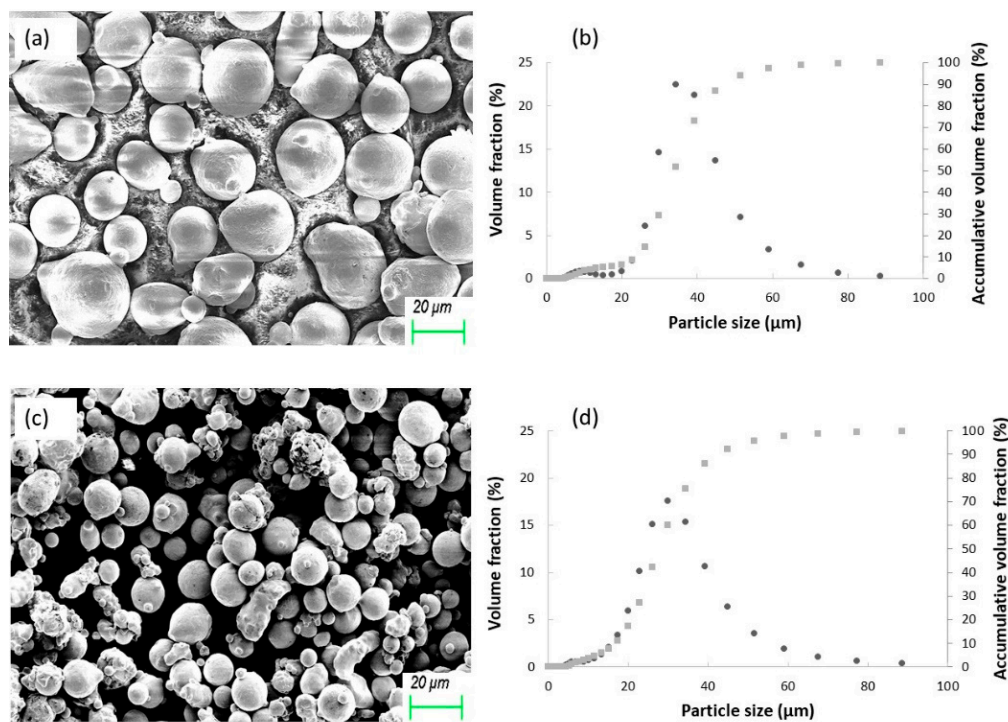 (a)
20 µm
(b)
Volume fraction (%)
25
20
15
10
5
0
0 20 40 60 80 100
Particle size (µm)
100
90
80
70
60
50
40
30
20
10
0
Accumulative volume fraction (%)
(c)
20 µm
(d)
Volume fraction (%)
25
20
15
10
5
0
0 20 40 60 80 100
Particle size (µm)
100
90
80
70
60
50
40
30
20
10
0
Accumulative volume fraction (%)